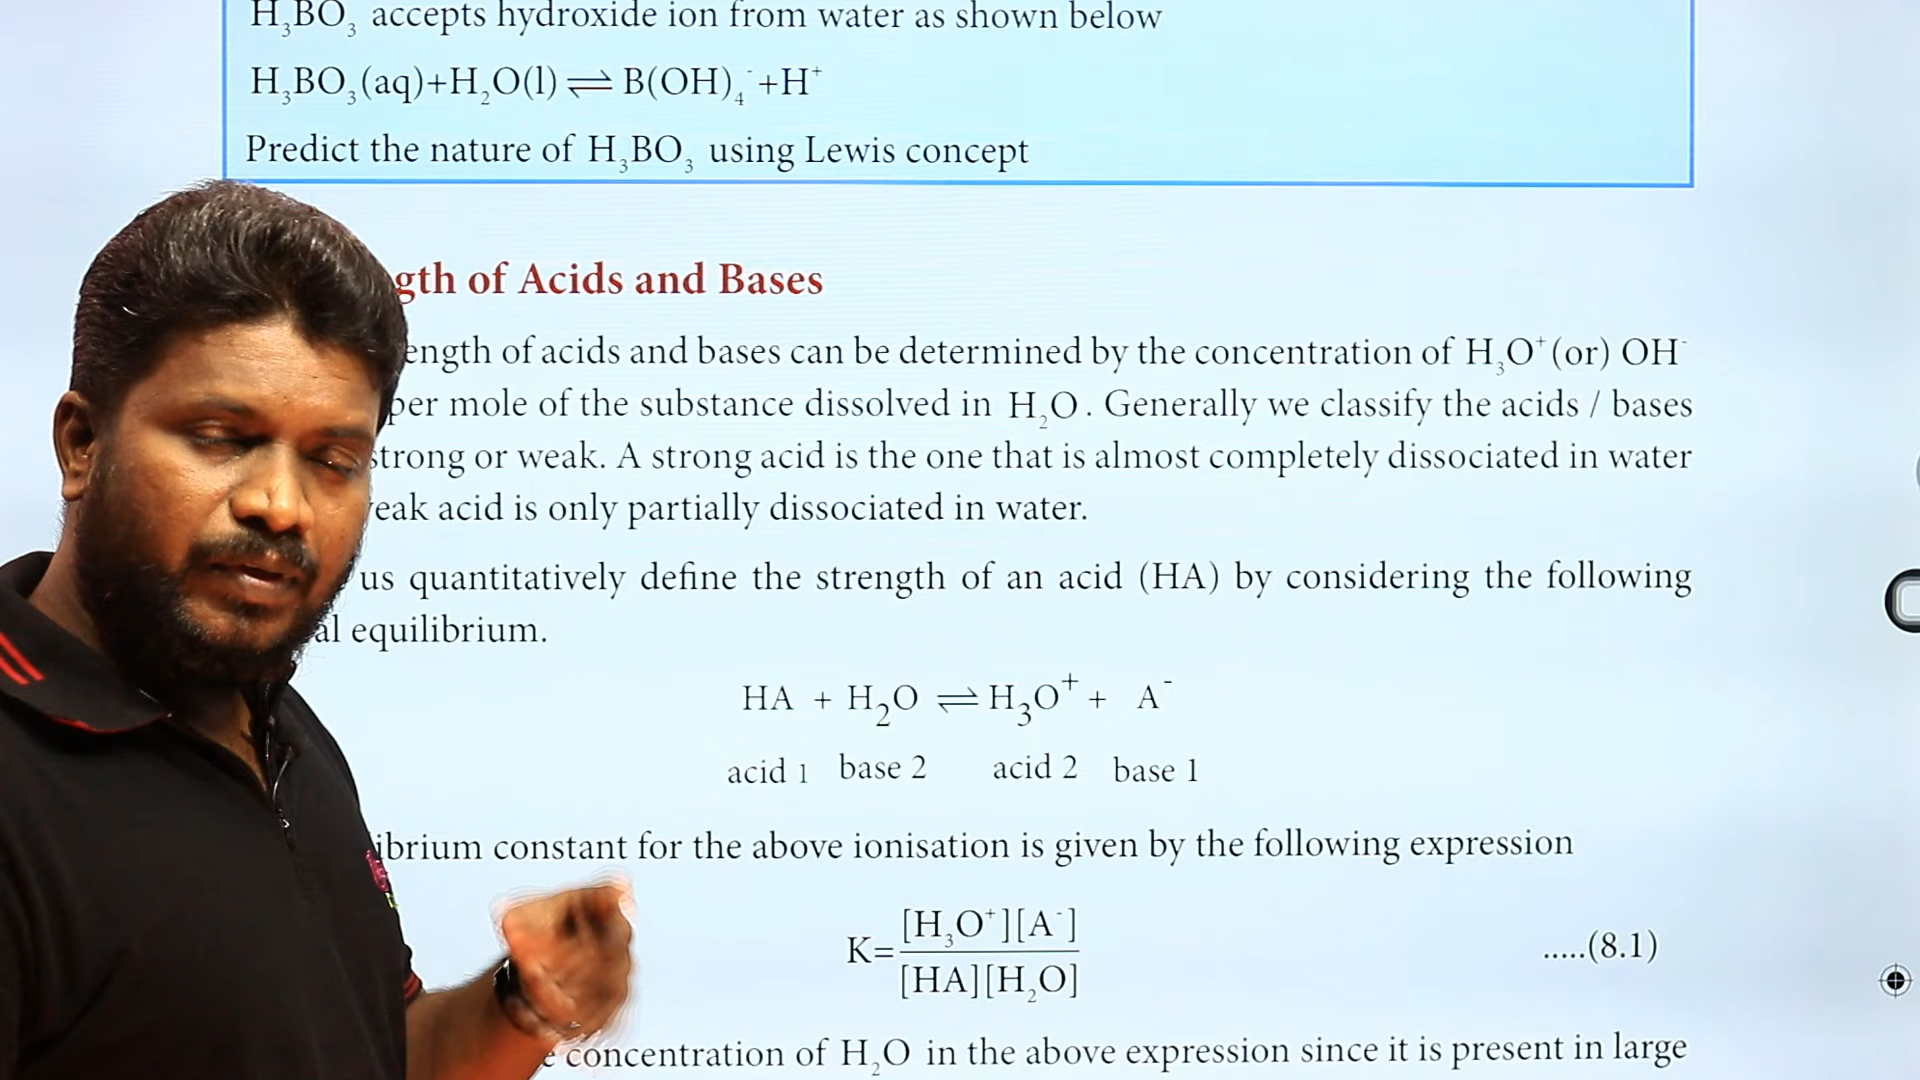 H₃BO₃ accepts hydroxide ion from water as shown below
H₃BO₃(aq)+H₂O(l) ⇌ B(OH)₄⁻ +H⁺
Predict the nature of H₃BO₃ using Lewis concept
gth of Acids and Bases
ength of acids and bases can be determined by the concentration of H₃O⁺(or) OH⁻
per mole of the substance dissolved in H₂O. Generally we classify the acids / bases
strong or weak. A strong acid is the one that is almost completely dissociated in water
eak acid is only partially dissociated in water.
us quantitatively define the strength of an acid (HA) by considering the following
al equilibrium.
HA + H₂O ⇌ H₃O⁺ + A⁻
acid 1 base 2 acid 2 base 1
ibrium constant for the above ionisation is given by the following expression
K= [H₃O⁺][A⁻] / [HA][H₂O] .....(8.1)
concentration of H₂O in the above expression since it is present in large